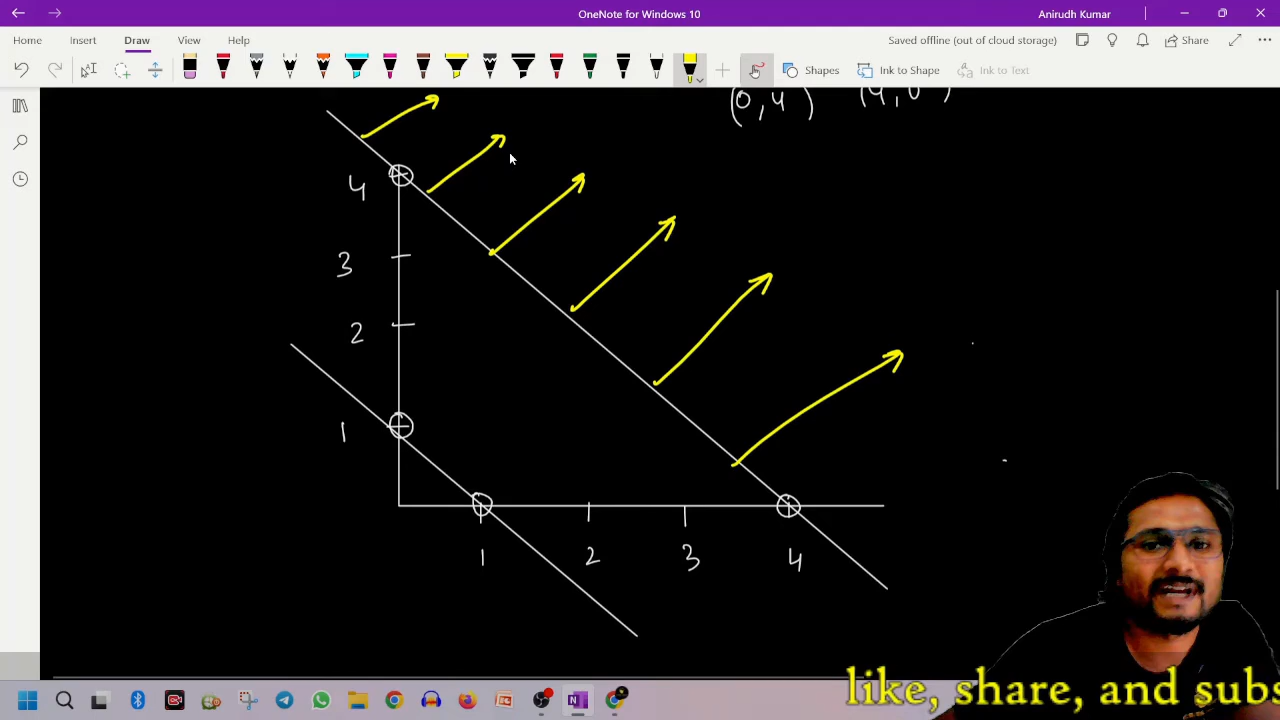 OneNote for Windows 10
Anirudh Kumar
Home Insert Draw View Help
Saved offline (out of cloud storage)
Share
Shapes
Ink to Shape
Ink to Text
(0,4)
4
3
2
1
1 2 3 4
like, share, and subs